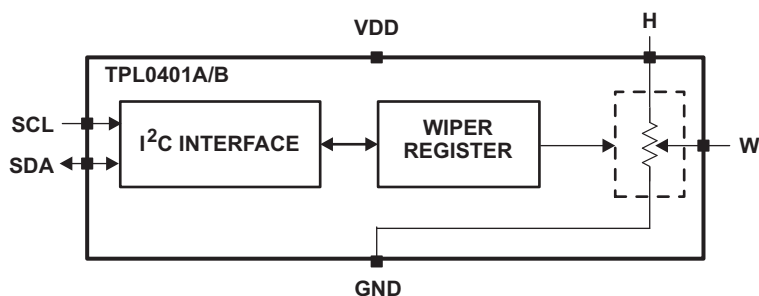 VDD
H
TPL0401A/B
SCL
SDA
I²C INTERFACE
WIPER
REGISTER
W
GND